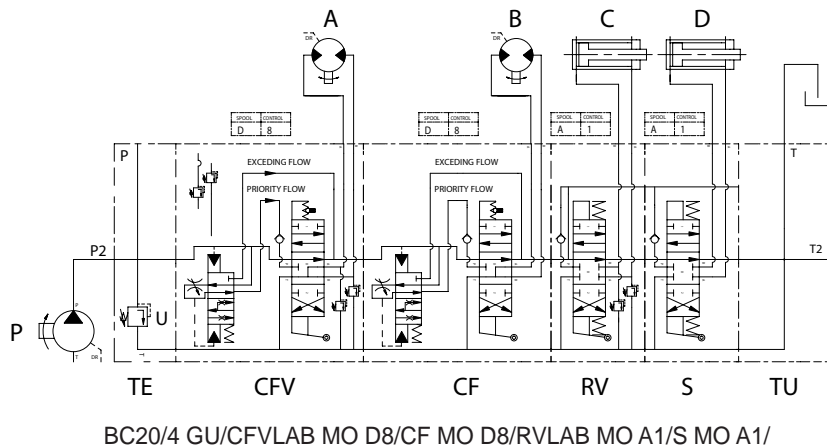 A B C D
DR DR
SPOOL CONTROL SPOOL CONTROL SPOOL CONTROL SPOOL CONTROL
D 8 D 8 A 1 A 1
P T
EXCEDING FLOW EXCEDING FLOW
PRIORITY FLOW PRIORITY FLOW
P2 T2
P
P U
T DR T
TE CFV CF RV S TU
BC20/4 GU/CFVLAB MO D8/CF MO D8/RVLAB MO A1/S MO A1/